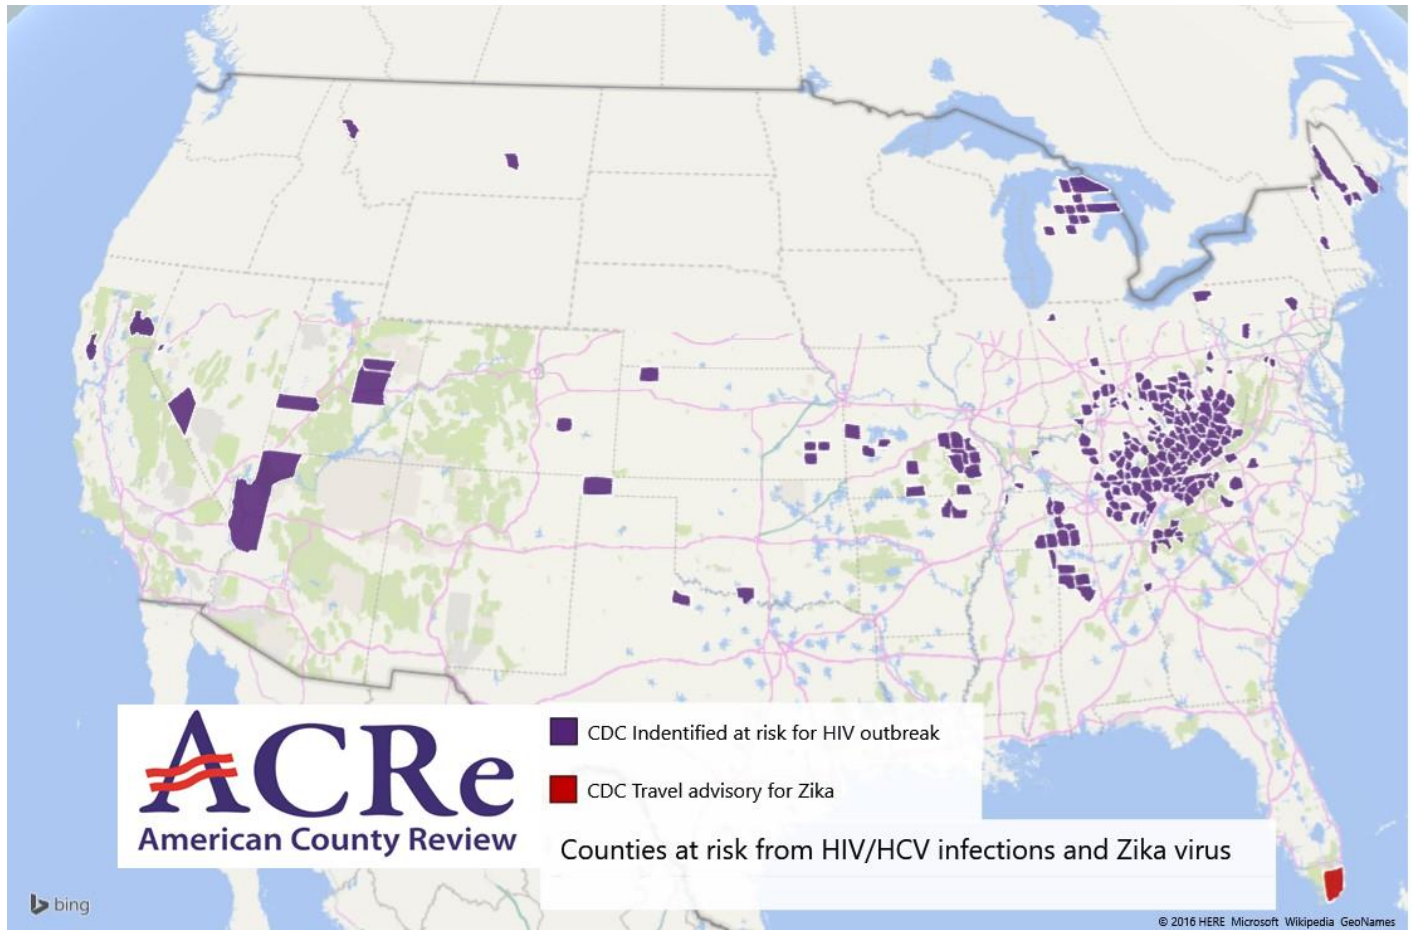 ACRe
American County Review
CDC Indentified at risk for HIV outbreak
CDC Travel advisory for Zika
Counties at risk from HIV/HCV infections and Zika virus
bing
© 2016 HERE Microsoft Wikipedia GeoNames